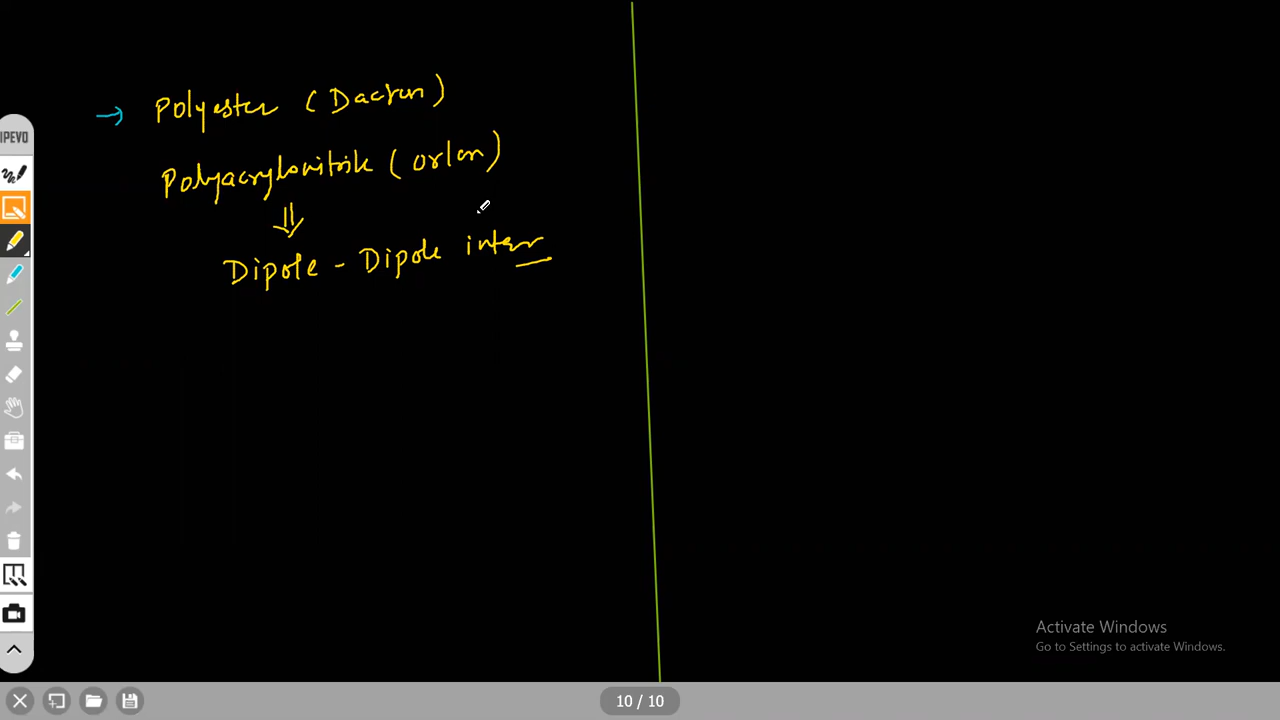 → Polyester (Dacron)
Polyacrylonitrile (Orlon)
⇓
Dipole - Dipole inter
IPEVO
Activate Windows
Go to Settings to activate Windows.
10 / 10